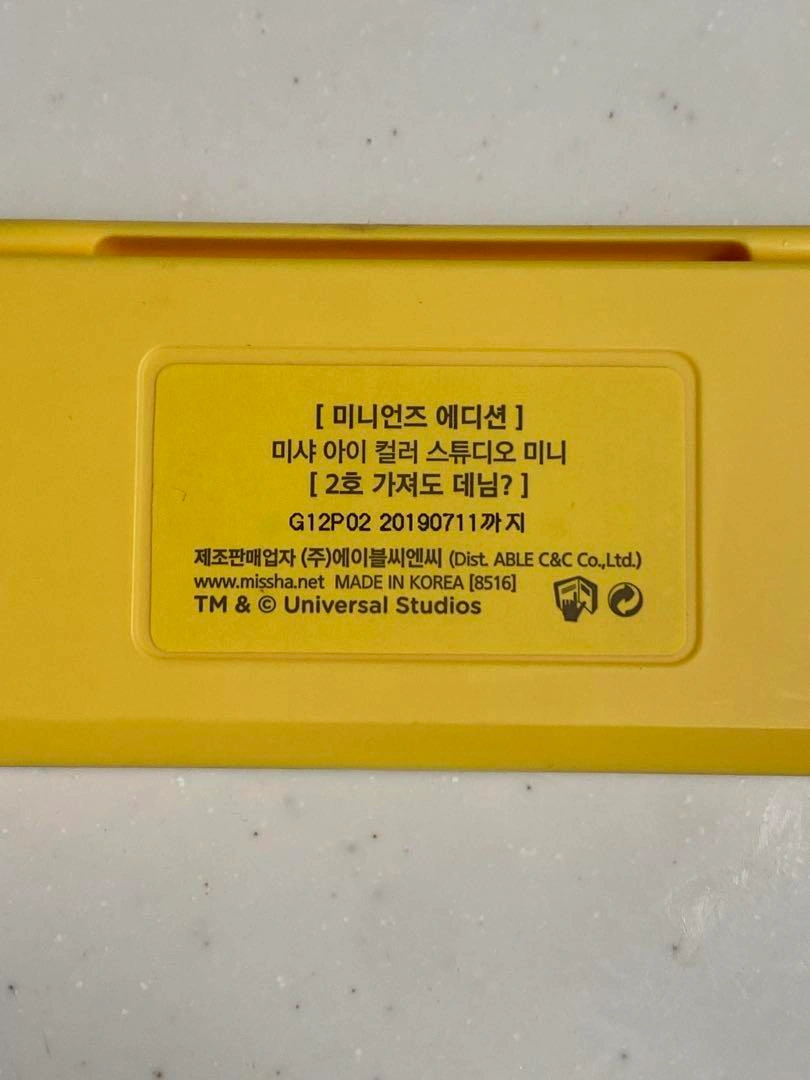 [ 미니언즈 에디션 ]
미샤 아이 컬러 스튜디오 미니
[ 2호 가져도 데님? ]
G12P02 20190711까지
제조판매업자 (주)에이블씨엔씨 (Dist. ABLE C&C Co.,Ltd.)
www.missha.net MADE IN KOREA [8516]
TM & © Universal Studios